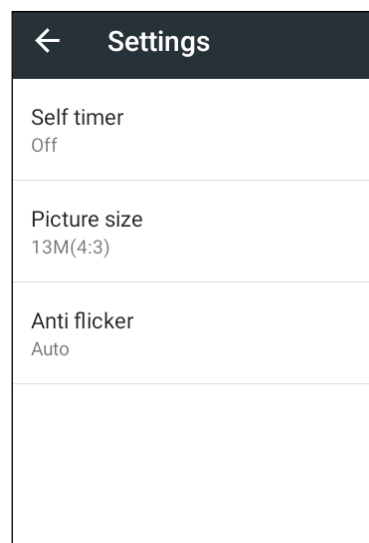 Settings
Self timer
Off
Picture size
13M(4:3)
Anti flicker
Auto